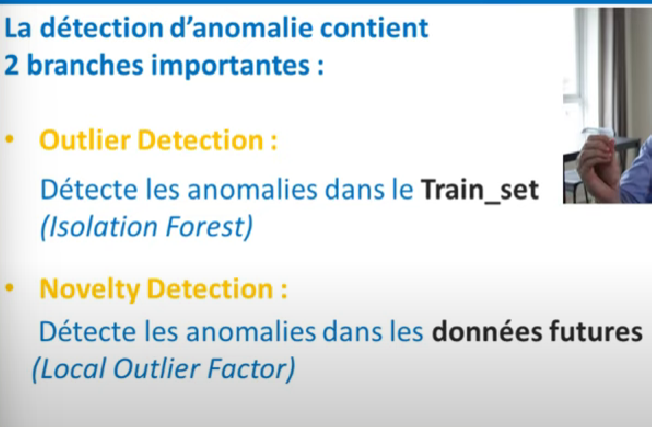 La détection d’anomalie contient
2 branches importantes :
• Outlier Detection :
Détecte les anomalies dans le Train_set
(Isolation Forest)
• Novelty Detection :
Détecte les anomalies dans les données futures
(Local Outlier Factor)